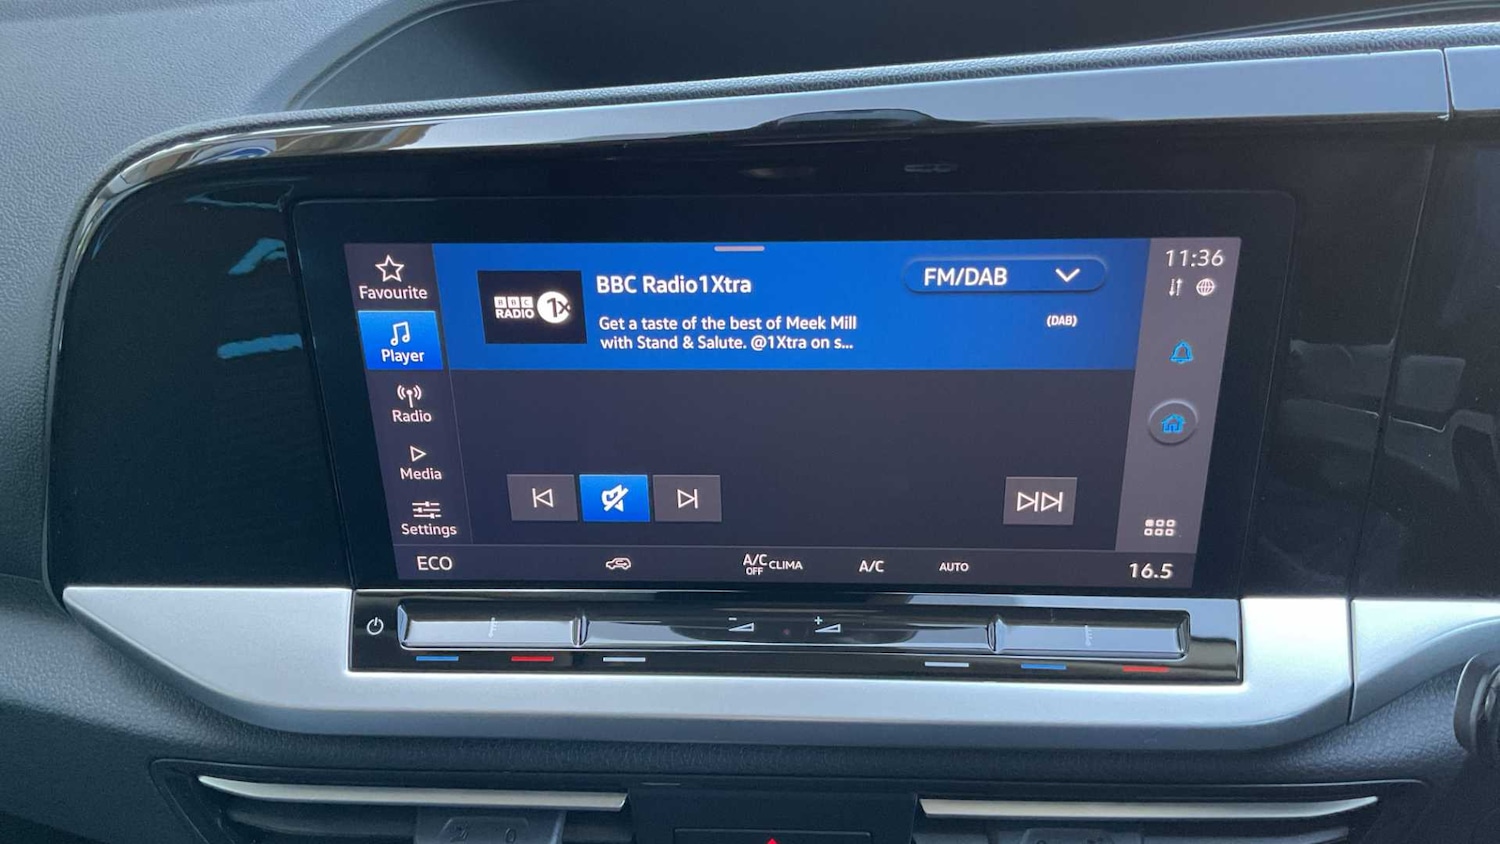 Favourite
Player
Radio
Media
Settings
BBC RADIO 1X
BBC Radio1Xtra
Get a taste of the best of Meek Mill
with Stand & Salute. @1Xtra on s...
FM/DAB
(DAB)
11:36
ECO
A/C OFF CLIMA
A/C
AUTO
16.5